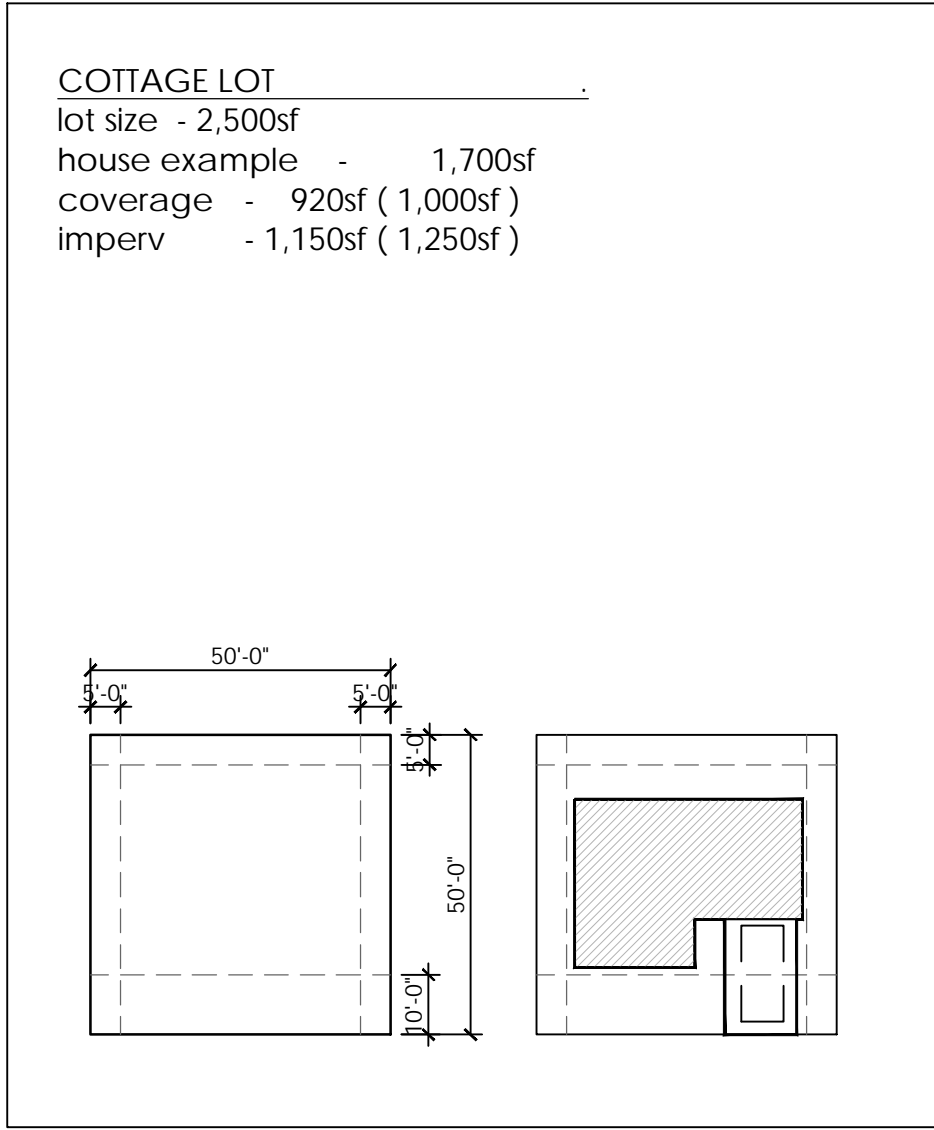 COTTAGE LOT .
lot size - 2,500sf
house example - 1,700sf
coverage - 920sf ( 1,000sf )
imperv - 1,150sf ( 1,250sf )
50'-0"
5'-0" 5'-0"
5'-0"
50'-0"
10'-0"